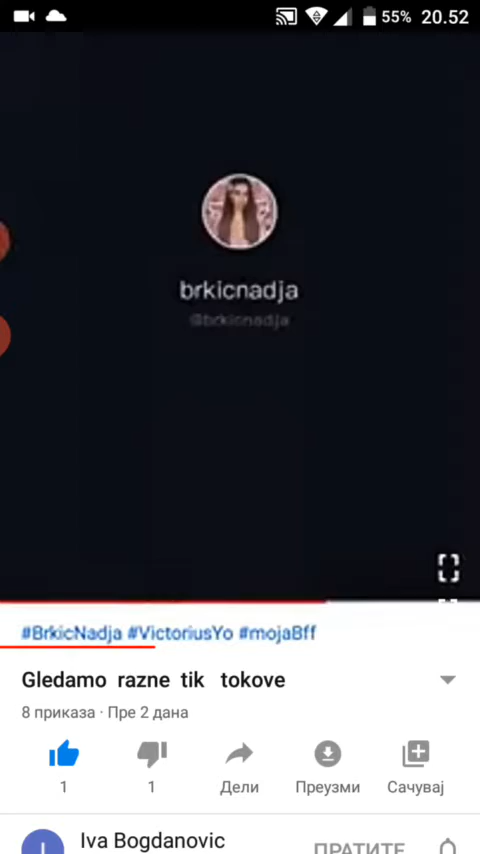 55% 20.52
brkicnadja
@brkicnadja
#BrkicNadja #VictoriusYo #mojaBff
Gledamo razne tik tokove
8 приказа · Пре 2 дана
1 1 Дели Преузми Сачувај
I Iva Bogdanovic ПРАТИТЕ